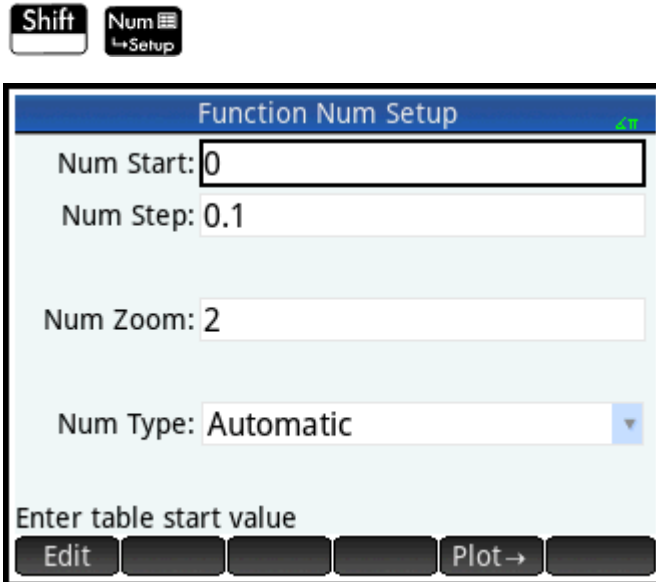 Shift Num
↳Setup
Function Num Setup ∡π
Num Start: 0
Num Step: 0.1
Num Zoom: 2
Num Type: Automatic
Enter table start value
Edit Plot→